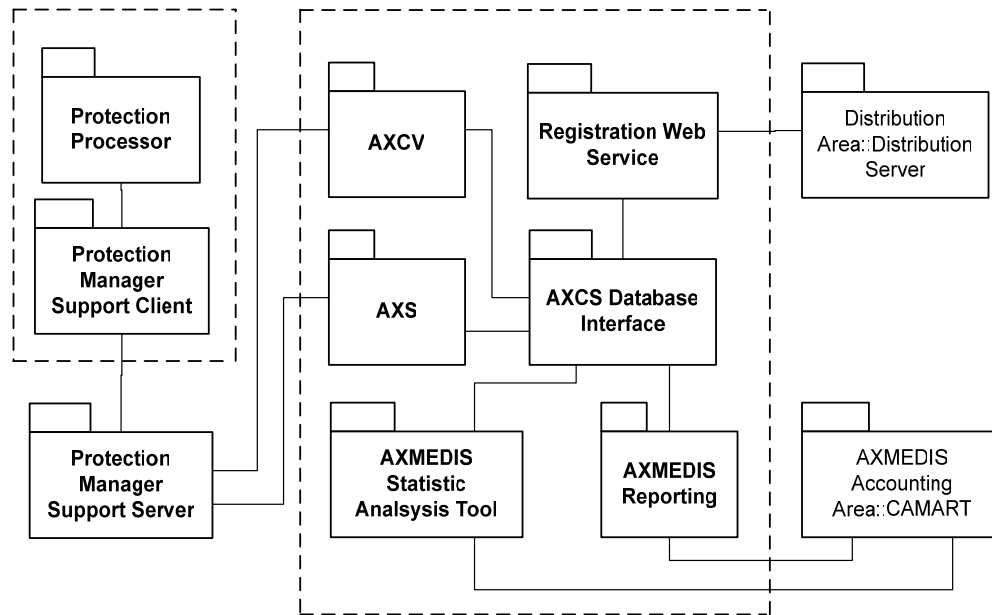 Protection
Processor
Protection
Manager
Support Client
Protection
Manager
Support Server
AXCV
AXS
Registration Web
Service
AXCS Database
Interface
AXMEDIS
Statistic
Analsysis Tool
AXMEDIS
Reporting
Distribution
Area::Distribution
Server
AXMEDIS
Accounting
Area::CAMART